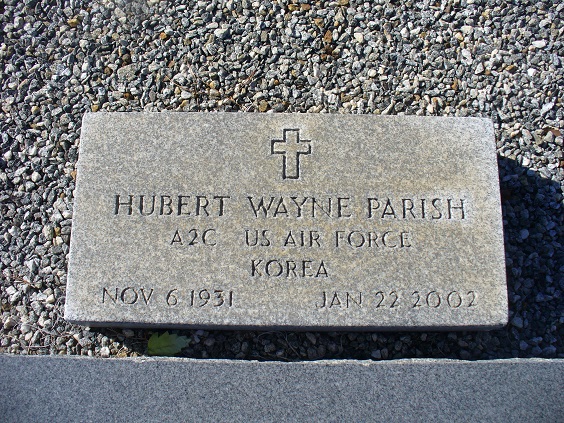 HUBERT WAYNE PARISH
A2C US AIR FORCE
KOREA
NOV 6 1931 JAN 22 2002